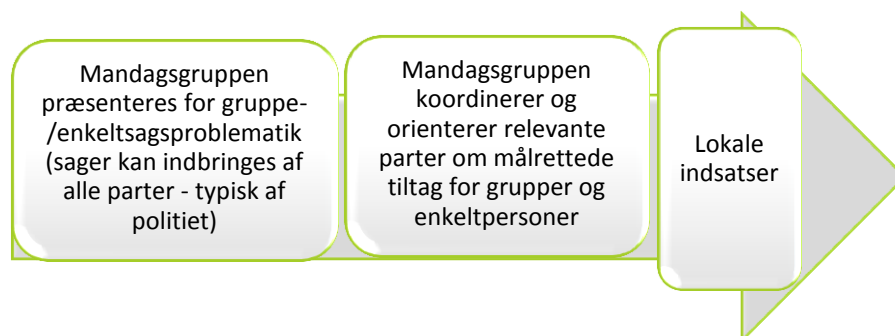 Mandagsgruppen
præsenteres for gruppe-
/enkeltsagsproblematik
(sager kan indbringes af
alle parter - typisk af
politiet)
Mandagsgruppen
koordinerer og
orienterer relevante
parter om målrettede
tiltag for grupper og
enkeltpersoner
Lokale
indsatser